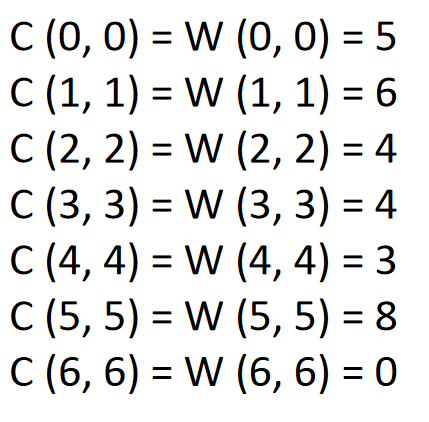 C (0, 0) = W (0, 0) = 5
C (1, 1) = W (1, 1) = 6
C (2, 2) = W (2, 2) = 4
C (3, 3) = W (3, 3) = 4
C (4, 4) = W (4, 4) = 3
C (5, 5) = W (5, 5) = 8
C (6, 6) = W (6, 6) = 0